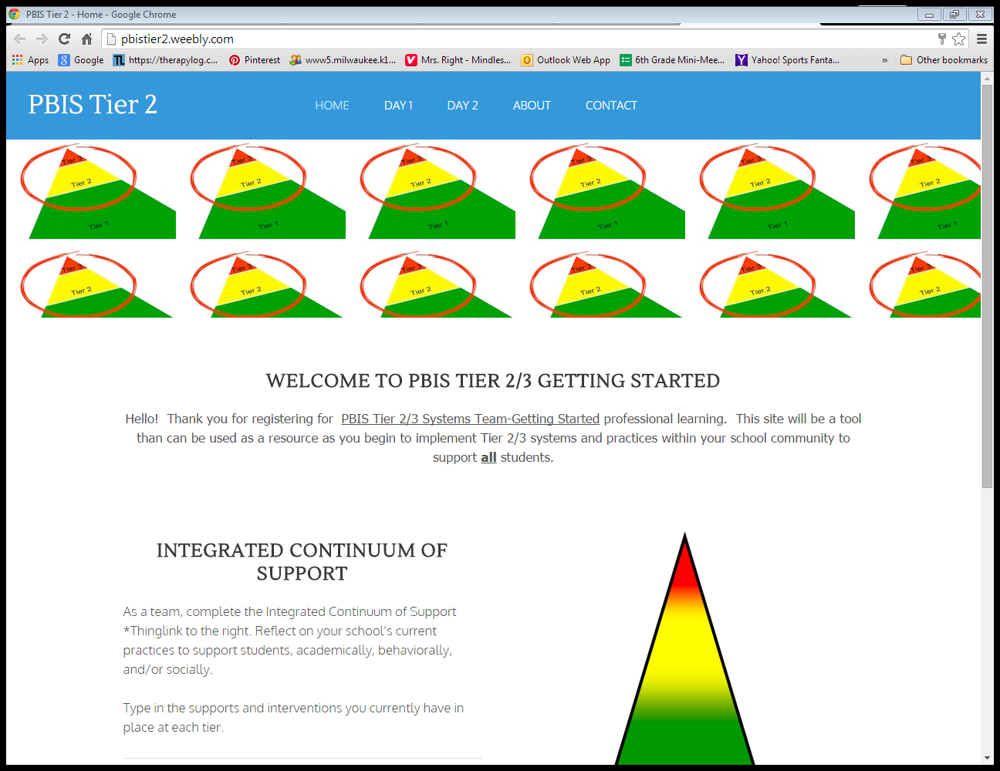 PBIS Tier 2 - Home - Google Chrome
pbistier2.weebly.com
Apps Google https://therapylog.c... Pinterest www5.milwaukee.k1... Mrs. Right - Mindles... Outlook Web App 6th Grade Mini-Mee... Yahoo! Sports Fanta... » Other bookmarks
PBIS Tier 2 HOME DAY 1 DAY 2 ABOUT CONTACT
Tier 3 Tier 3 Tier 3 Tier 3 Tier 3 Tier 3
Tier 2 Tier 2 Tier 2 Tier 2 Tier 2 Tier 2
Tier 1 Tier 1 Tier 1 Tier 1 Tier 1 Tier 1
Tier 3 Tier 3 Tier 3 Tier 3 Tier 3 Tier 3
Tier 2 Tier 2 Tier 2 Tier 2 Tier 2 Tier 2
WELCOME TO PBIS TIER 2/3 GETTING STARTED
Hello! Thank you for registering for PBIS Tier 2/3 Systems Team-Getting Started professional learning. This site will be a tool
than can be used as a resource as you begin to implement Tier 2/3 systems and practices within your school community to
support all students.
INTEGRATED CONTINUUM OF
SUPPORT
As a team, complete the Integrated Continuum of Support
*Thinglink to the right. Reflect on your school's current
practices to support students, academically, behaviorally,
and/or socially.
Type in the supports and interventions you currently have in
place at each tier.